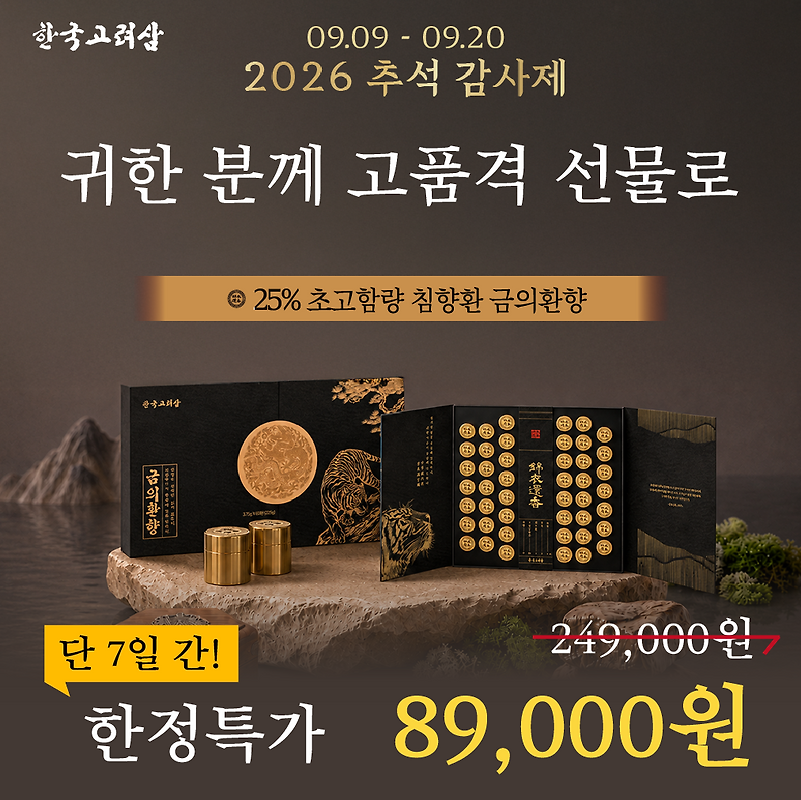 한국고려삼
09.09 - 09.20
2026 추석 감사제
귀한 분께 고품격 선물로
25% 초고함량 침향환 금의환향
한국고려삼
금의환향
錦衣還香
단 7일 간!
249,000원
한정특가
89,000원